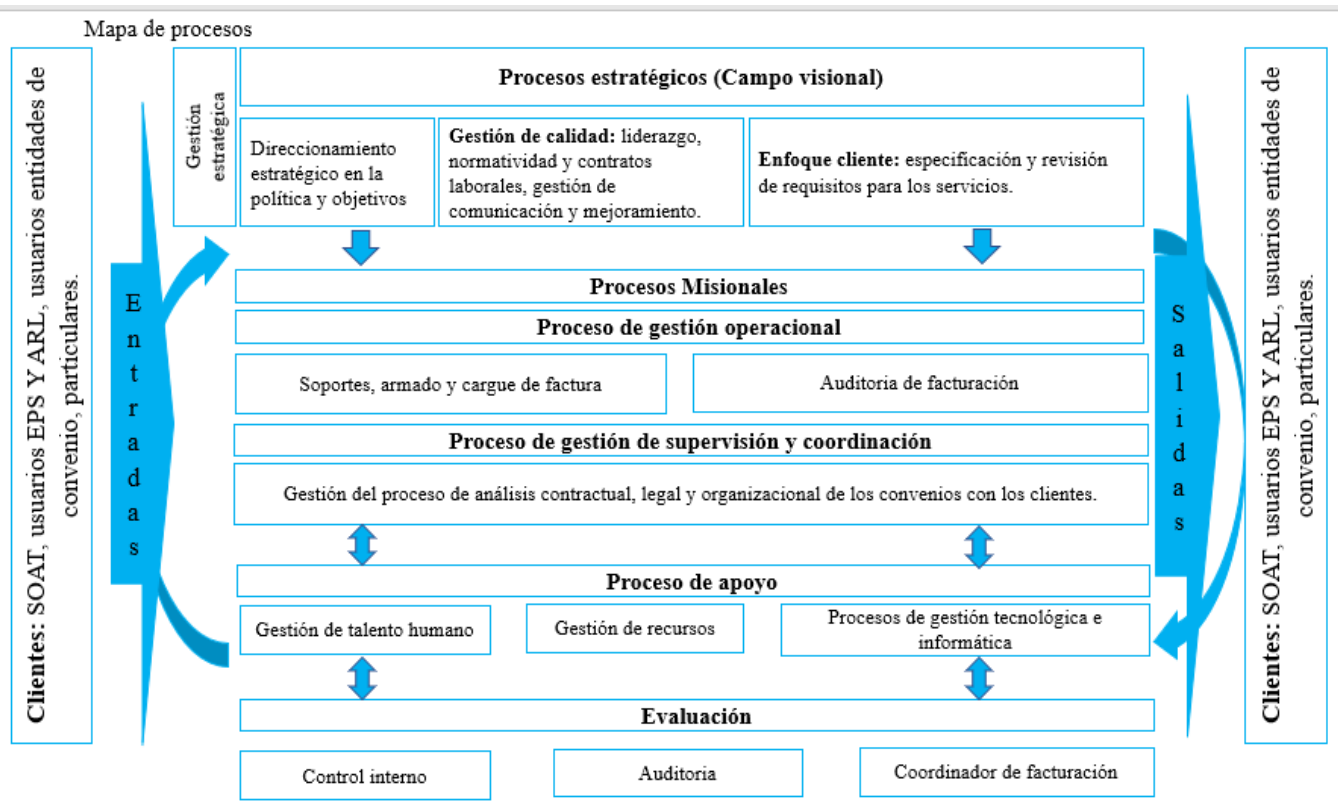 Mapa de procesos
Clientes: SOAT, usuarios EPS Y ARL, usuarios entidades de
convenio, particulares.
Entradas
Gestión
estratégica
Procesos estratégicos (Campo visional)
Direccionamiento
estratégico en la
política y objetivos
Gestión de calidad: liderazgo,
normatividad y contratos
laborales, gestión de
comunicación y mejoramiento.
Enfoque cliente: especificación y revisión
de requisitos para los servicios.
Procesos Misionales
Proceso de gestión operacional
Soportes, armado y cargue de factura
Auditoria de facturación
Proceso de gestión de supervisión y coordinación
Gestión del proceso de análisis contractual, legal y organizacional de los convenios con los clientes.
Proceso de apoyo
Gestión de talento humano
Gestión de recursos
Procesos de gestión tecnológica e
informática
Evaluación
Control interno
Auditoria
Coordinador de facturación
Salidas
Clientes: SOAT, usuarios EPS Y ARL, usuarios entidades de
convenio, particulares.